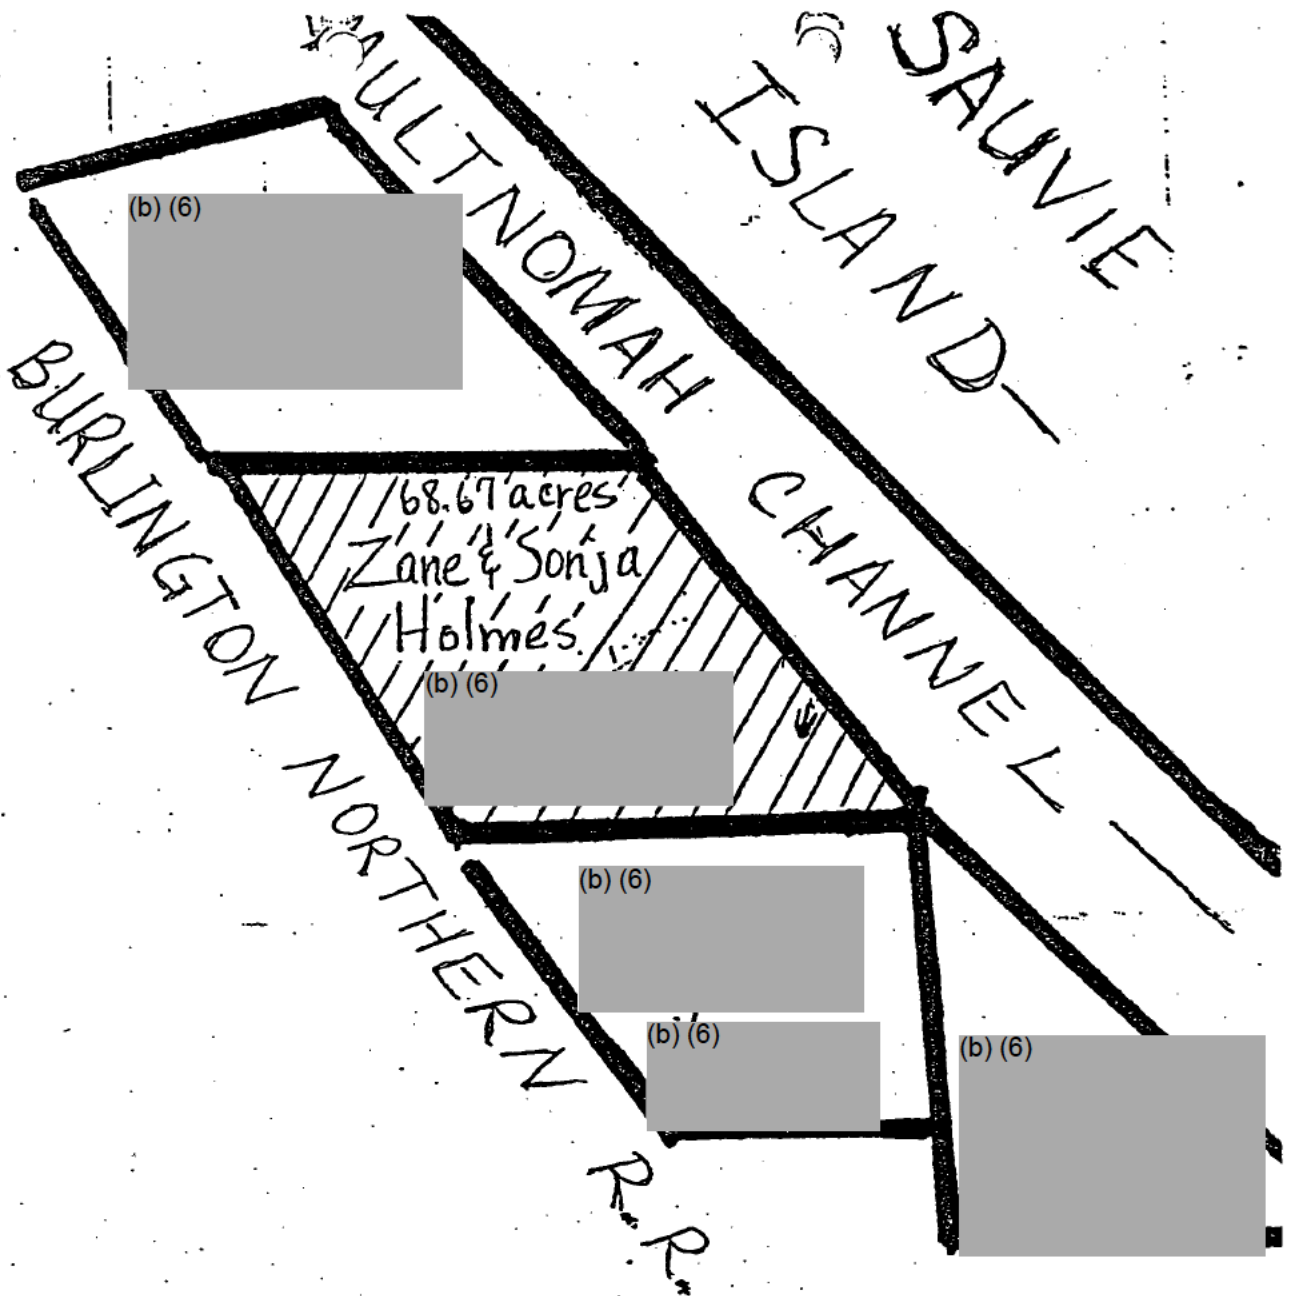 SAUVIE
ISLAND
MULTNOMAH CHANNEL
(b) (6)
BURLINGTON NORTHERN R.R.
68.67 acres
Zane & Sonja
Holmes
(b) (6)
(b) (6)
(b) (6)
(b) (6)